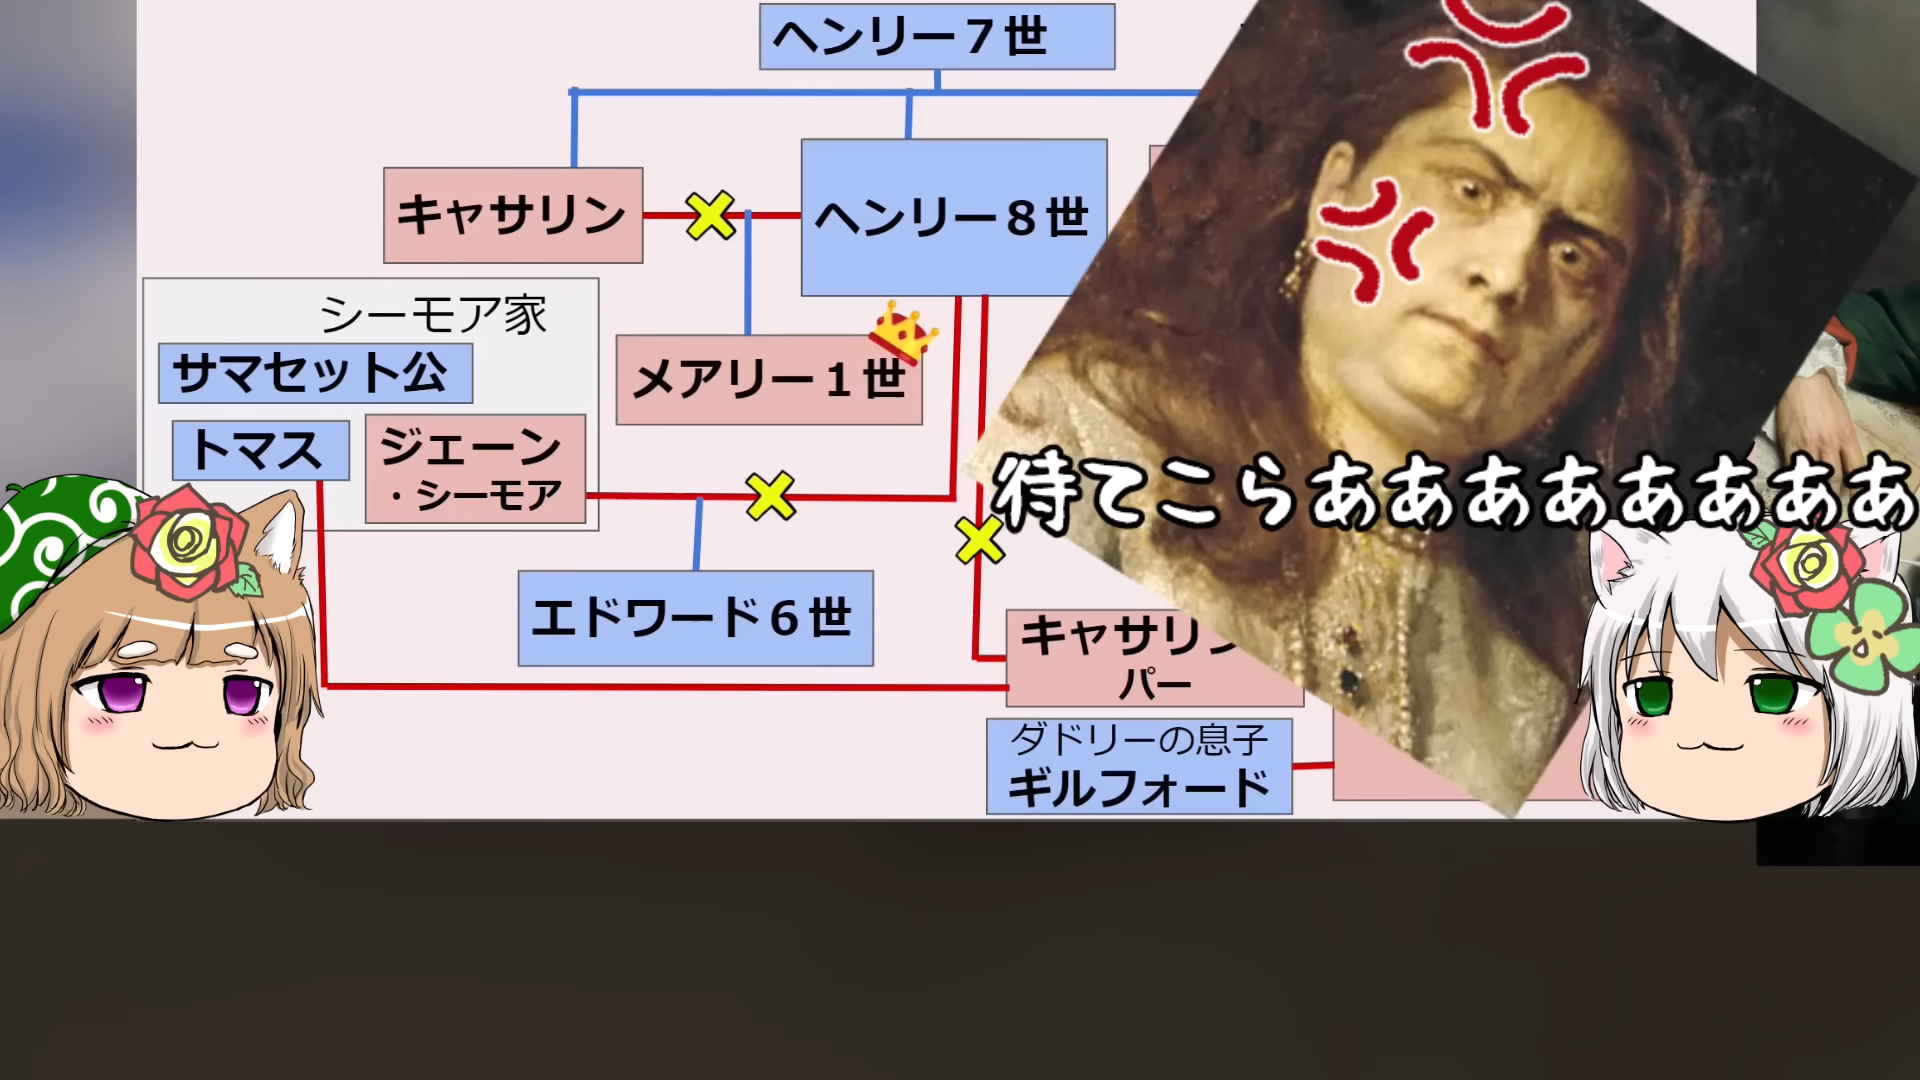 ヘンリー７世
キャサリン
ヘンリー８世
シーモア家
サマセット公
メアリー１世
トマス
ジェーン
・シーモア
待てこらあああああああああ
エドワード６世
キャサリン
パー
ダドリーの息子
ギルフォード